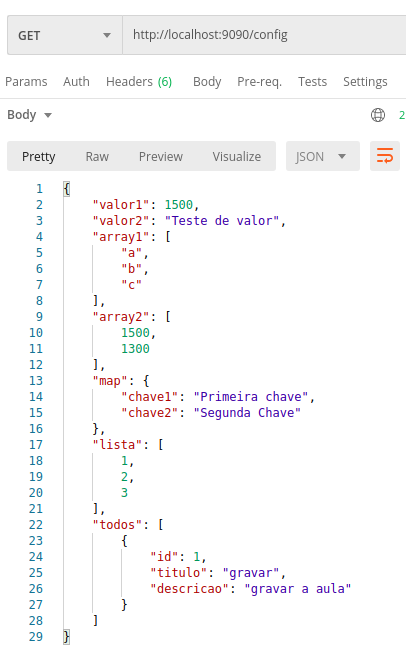 GET http://localhost:9090/config
Params Auth Headers (6) Body Pre-req. Tests Settings
Body 2
Pretty Raw Preview Visualize JSON
1 {
2 "valor1": 1500,
3 "valor2": "Teste de valor",
4 "array1": [
5 "a",
6 "b",
7 "c"
8 ],
9 "array2": [
10 1500,
11 1300
12 ],
13 "map": {
14 "chave1": "Primeira chave",
15 "chave2": "Segunda Chave"
16 },
17 "lista": [
18 1,
19 2,
20 3
21 ],
22 "todos": [
23 {
24 "id": 1,
25 "titulo": "gravar",
26 "descricao": "gravar a aula"
27 }
28 ]
29 }